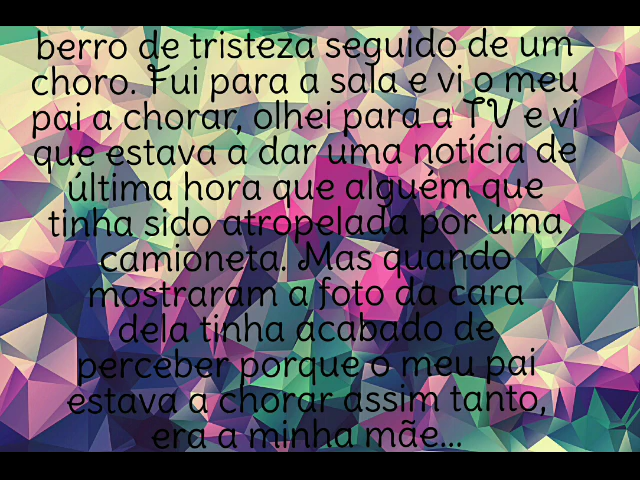 berro de tristeza seguido de um
choro. Fui para a sala e vi o meu
pai a chorar, olhei para a TV e vi
que estava a dar uma notícia de
última hora que alguém que
tinha sido atropelada por uma
camioneta. Mas quando
mostraram a foto da cara
dela tinha acabado de
perceber porque o meu pai
estava a chorar assim tanto,
era a minha mãe...